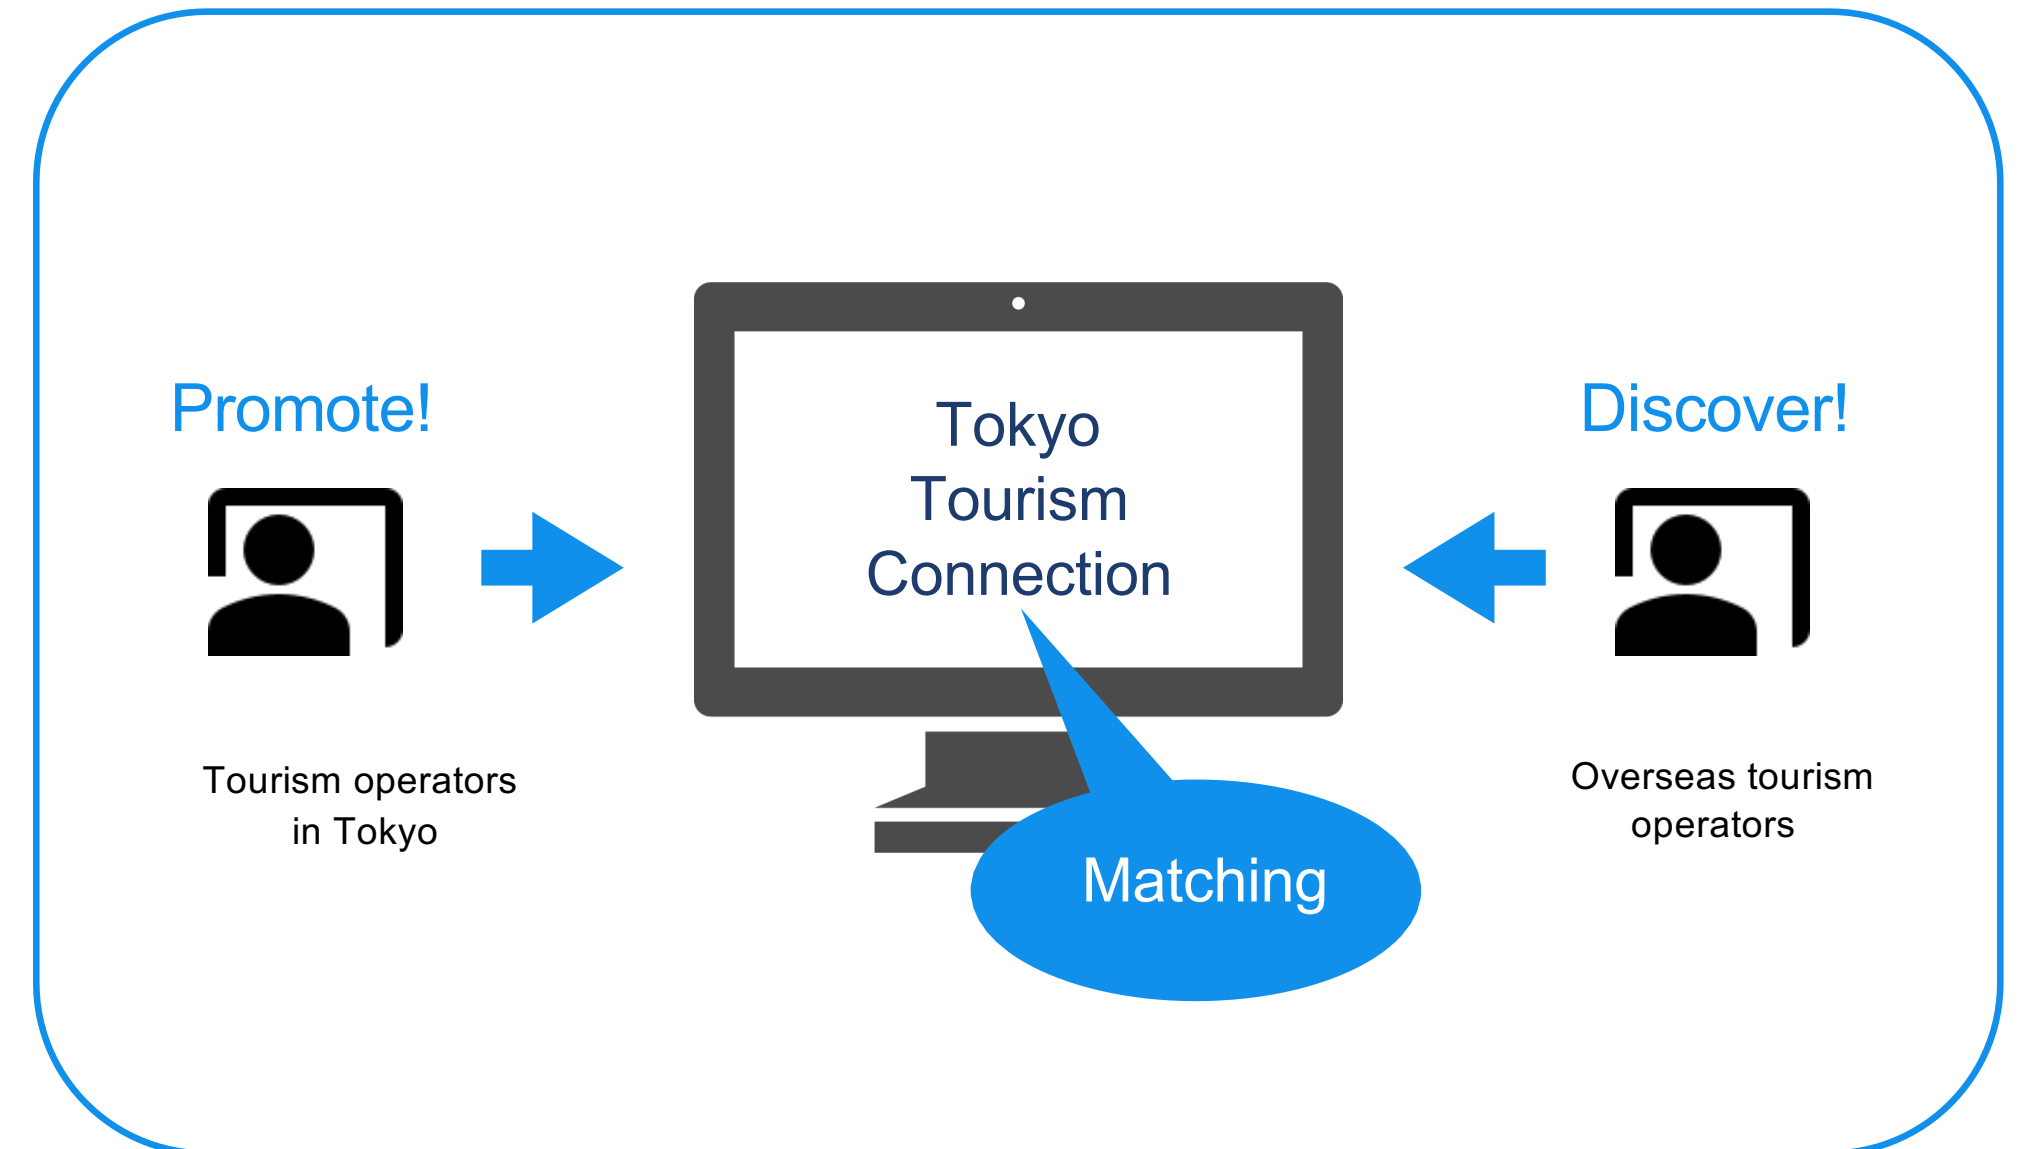 Promote!
Tourism operators
in Tokyo
Tokyo
Tourism
Connection
Matching
Discover!
Overseas tourism
operators